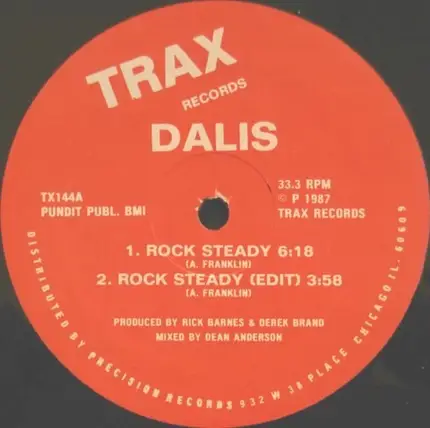 TRAX
RECORDS
DALIS
TX144A
PUNDIT PUBL. BMI
33.3 RPM
© P 1987
TRAX RECORDS
1. ROCK STEADY 6:18
(A. FRANKLIN)
2. ROCK STEADY (EDIT) 3:58
(A. FRANKLIN)
PRODUCED BY RICK BARNES & DEREK BRAND
MIXED BY DEAN ANDERSON
DISTRIBUTED BY PRECISION RECORDS 932 W 38 PLACE CHICAGO IL. 60609